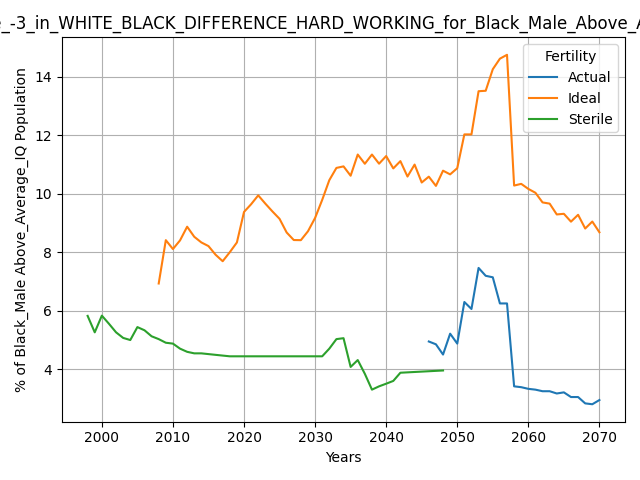 _-3_in_WHITE_BLACK_DIFFERENCE_HARD_WORKING_for_Black_Male_Above_A
Fertility
Actual
Ideal
Sterile
% of Black_Male Above_Average_IQ Population
14
12
10
8
6
4
2000 2010 2020 2030 2040 2050 2060 2070
Years